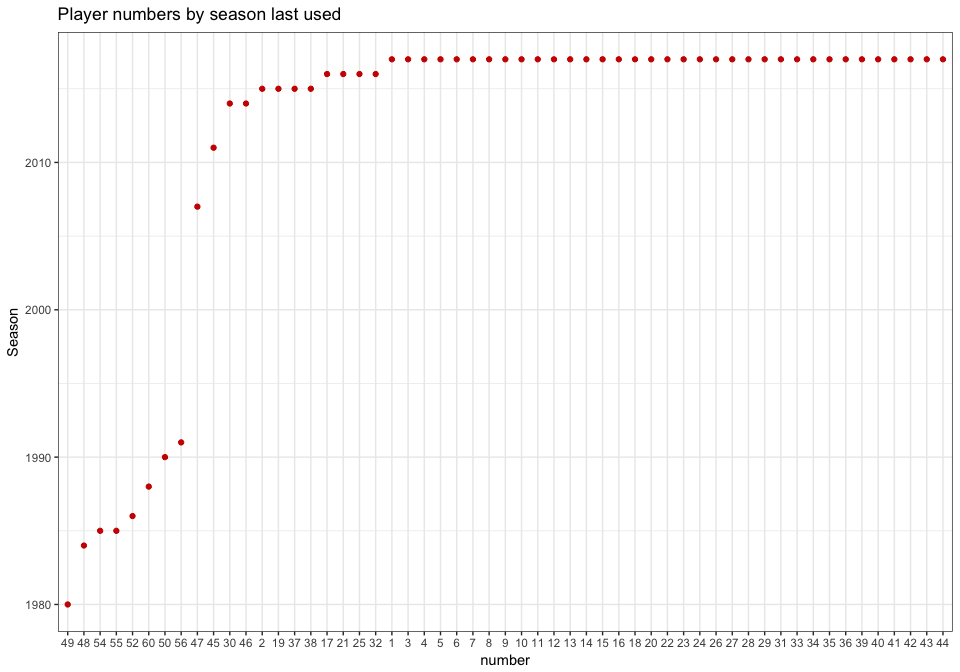 Player numbers by season last used
Season
2010
2000
1990
1980
49 48 54 55 52 60 50 56 47 45 30 46 2 19 37 38 17 21 25 32 1 3 4 5 6 7 8 9 10 11 12 13 14 15 16 18 20 22 23 24 26 27 28 29 31 33 34 35 36 39 40 41 42 43 44
number